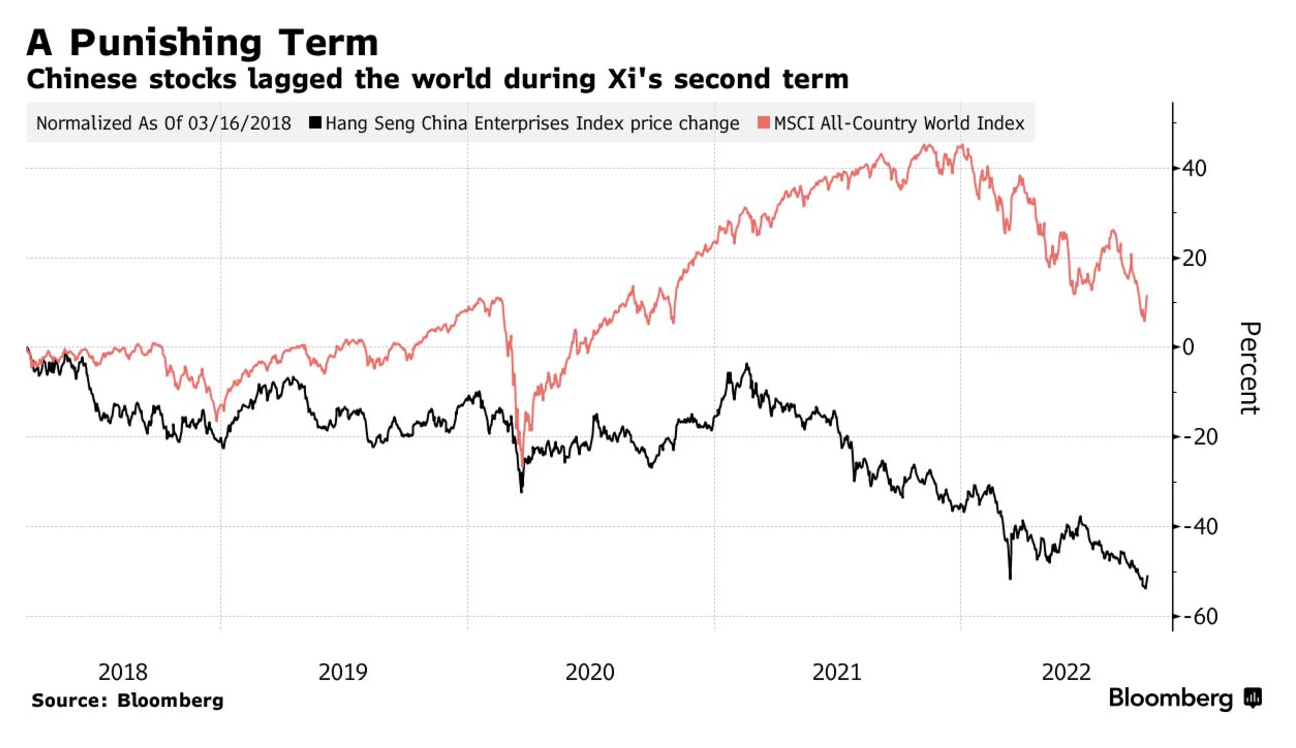 A Punishing Term
Chinese stocks lagged the world during Xi's second term
Normalized As Of 03/16/2018 Hang Seng China Enterprises Index price change MSCI All-Country World Index
40
20
0
-20
-40
-60
Percent
2018 2019 2020 2021 2022
Source: Bloomberg
Bloomberg